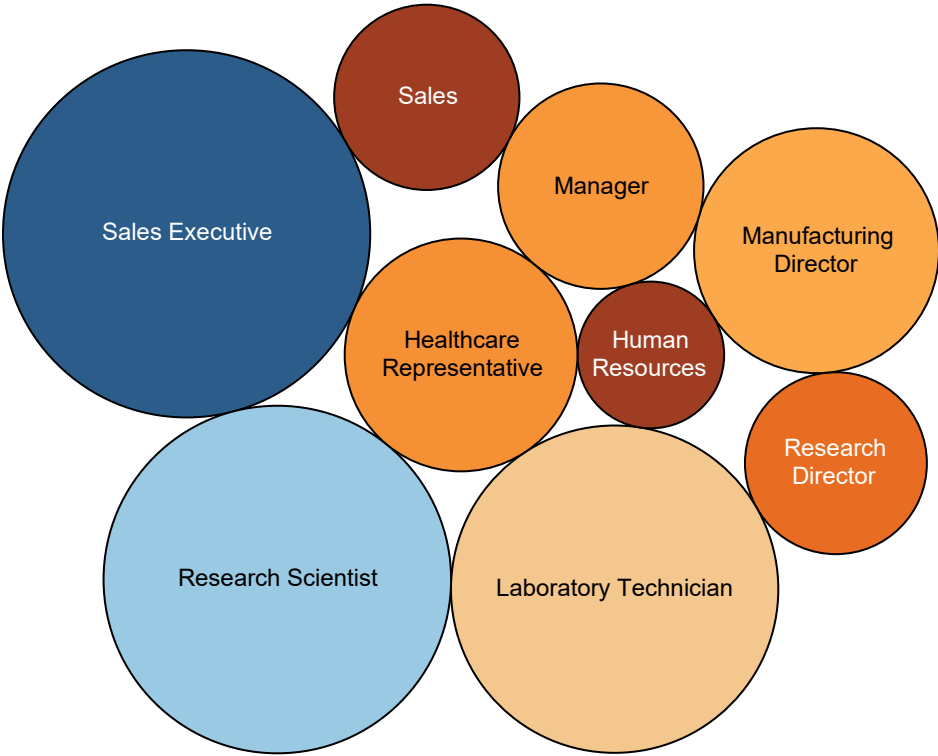 Sales
Manager
Sales Executive
Manufacturing
Director
Healthcare
Representative
Human
Resources
Research
Director
Research Scientist
Laboratory Technician